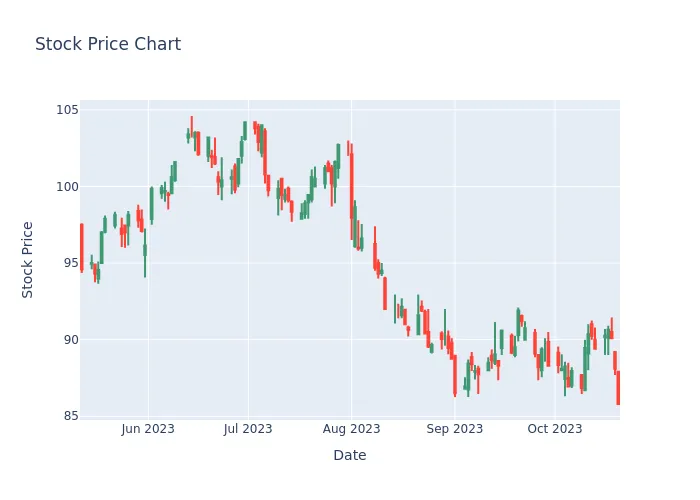 Stock Price Chart
105
100
95
90
85
Stock Price
Jun 2023
Jul 2023
Aug 2023
Sep 2023
Oct 2023
Date